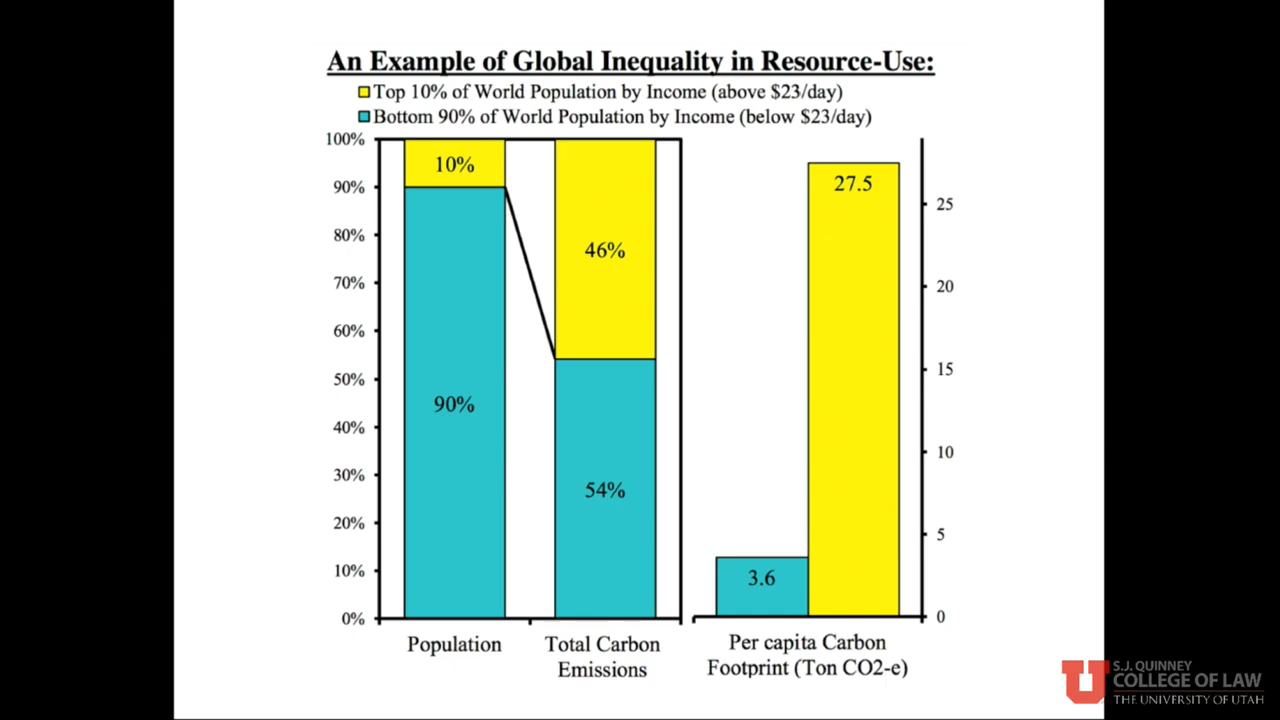 An Example of Global Inequality in Resource-Use:
Top 10% of World Population by Income (above $23/day)
Bottom 90% of World Population by Income (below $23/day)
100%
90%
80%
70%
60%
50%
40%
30%
20%
10%
0%
10%
90%
46%
54%
Population
Total Carbon
Emissions
27.5
3.6
25
20
15
10
5
0
Per capita Carbon
Footprint (Ton CO2-e)
U
S.J. QUINNEY
COLLEGE OF LAW
THE UNIVERSITY OF UTAH